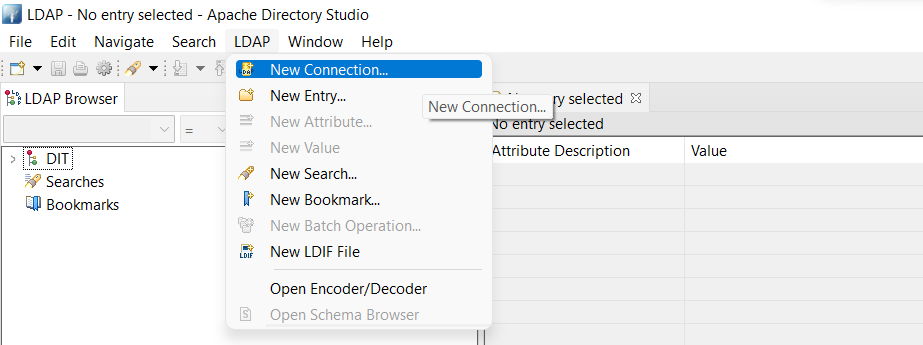 LDAP - No entry selected - Apache Directory Studio
File Edit Navigate Search LDAP Window Help
LDAP Browser
=
DIT
Searches
Bookmarks
New Connection...
New Entry...
New Attribute...
New Value
New Search...
New Bookmark...
New Batch Operation...
LDIF New LDIF File
Open Encoder/Decoder
Open Schema Browser
New Connection...
entry selected
No entry selected
Attribute Description Value